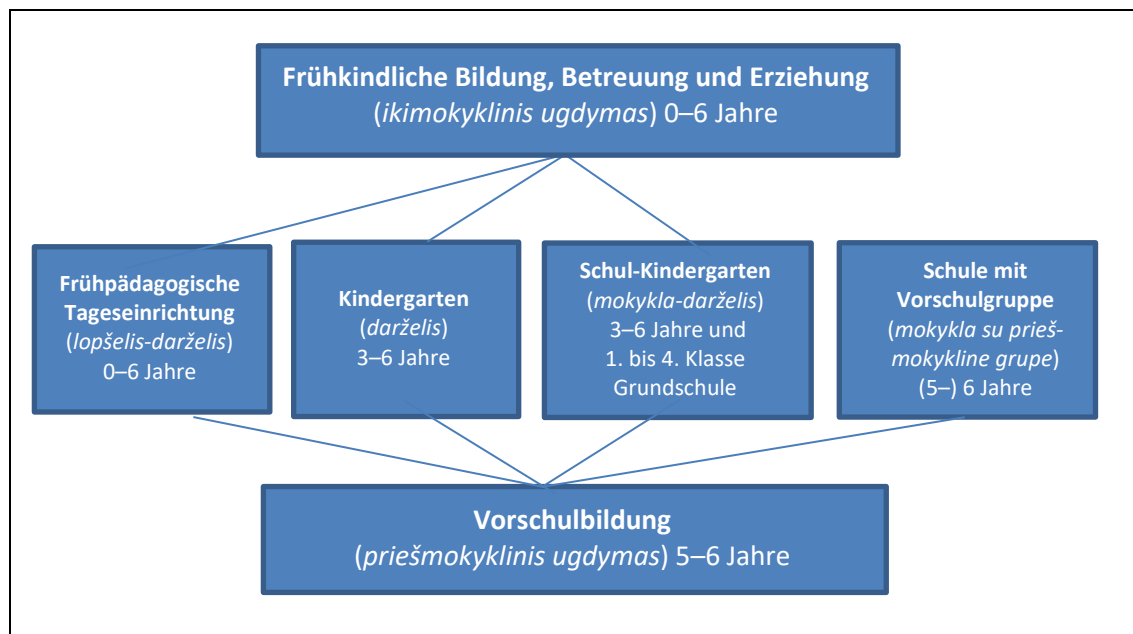 Frühkindliche Bildung, Betreuung und Erziehung
(ikimokyklinis ugdymas) 0–6 Jahre
Frühpädagogische
Tageseinrichtung
(lopšelis-darželis)
0–6 Jahre
Kindergarten
(darželis)
3–6 Jahre
Schul-Kindergarten
(mokykla-darželis)
3–6 Jahre und
1. bis 4. Klasse
Grundschule
Schule mit
Vorschulgruppe
(mokykla su prieš-
mokykline grupe)
(5–) 6 Jahre
Vorschulbildung
(priešmokyklinis ugdymas) 5–6 Jahre